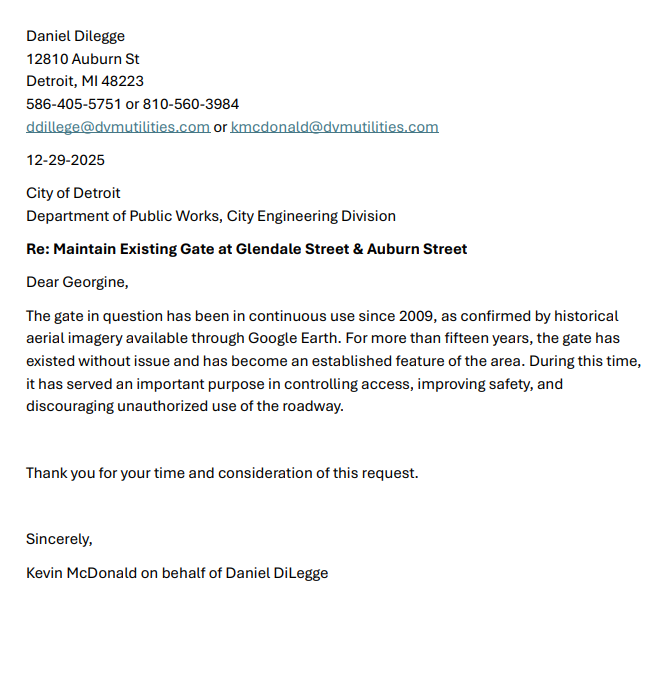 Daniel Dilegge
12810 Auburn St
Detroit, MI 48223
586-405-5751 or 810-560-3984
ddillege@dvmutilities.com or kmcdonald@dvmutilities.com
12-29-2025
City of Detroit
Department of Public Works, City Engineering Division
Re: Maintain Existing Gate at Glendale Street & Auburn Street
Dear Georgine,
The gate in question has been in continuous use since 2009, as confirmed by historical
aerial imagery available through Google Earth. For more than fifteen years, the gate has
existed without issue and has become an established feature of the area. During this time,
it has served an important purpose in controlling access, improving safety, and
discouraging unauthorized use of the roadway.
Thank you for your time and consideration of this request.
Sincerely,
Kevin McDonald on behalf of Daniel DiLegge